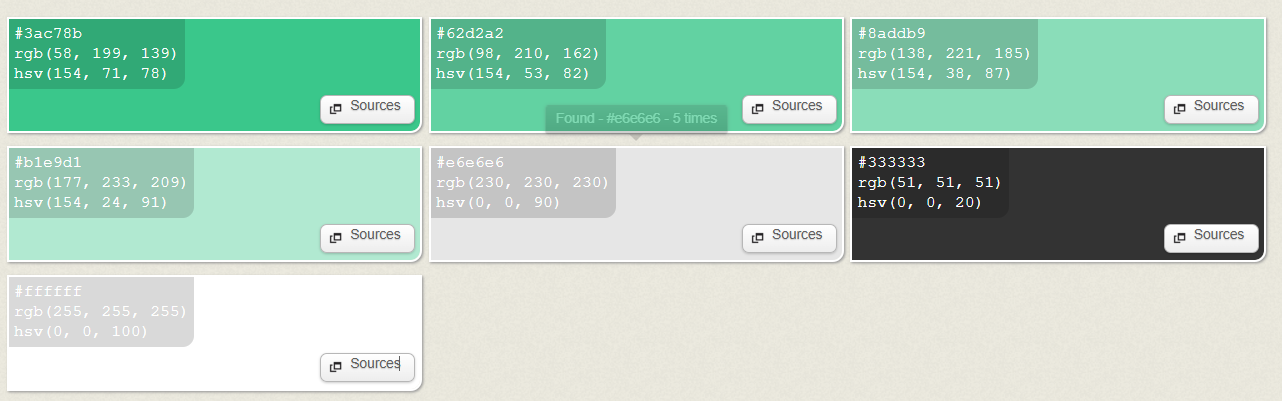 #3ac78b
rgb(58, 199, 139)
hsv(154, 71, 78)
Sources
#62d2a2
rgb(98, 210, 162)
hsv(154, 53, 82)
Sources
#8addb9
rgb(138, 221, 185)
hsv(154, 38, 87)
Sources
Found - #e6e6e6 - 5 times
#b1e9d1
rgb(177, 233, 209)
hsv(154, 24, 91)
Sources
#e6e6e6
rgb(230, 230, 230)
hsv(0, 0, 90)
Sources
#333333
rgb(51, 51, 51)
hsv(0, 0, 20)
Sources
#ffffff
rgb(255, 255, 255)
hsv(0, 0, 100)
Sources